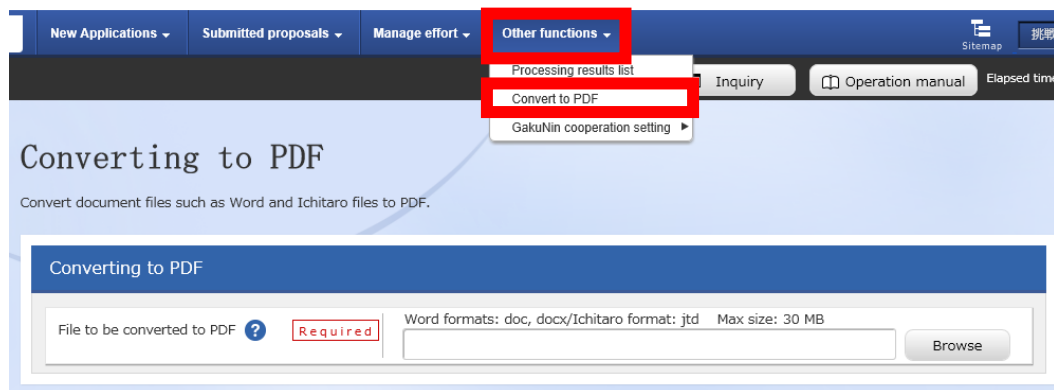 New Applications
Submitted proposals
Manage effort
Other functions
Sitemap
挑戦
Processing results list
Convert to PDF
GakuNin cooperation setting
Inquiry
Operation manual
Elapsed time
Converting to PDF
Convert document files such as Word and Ichitaro files to PDF.
Converting to PDF
File to be converted to PDF ?
Required
Word formats: doc, docx/Ichitaro format: jtd Max size: 30 MB
Browse